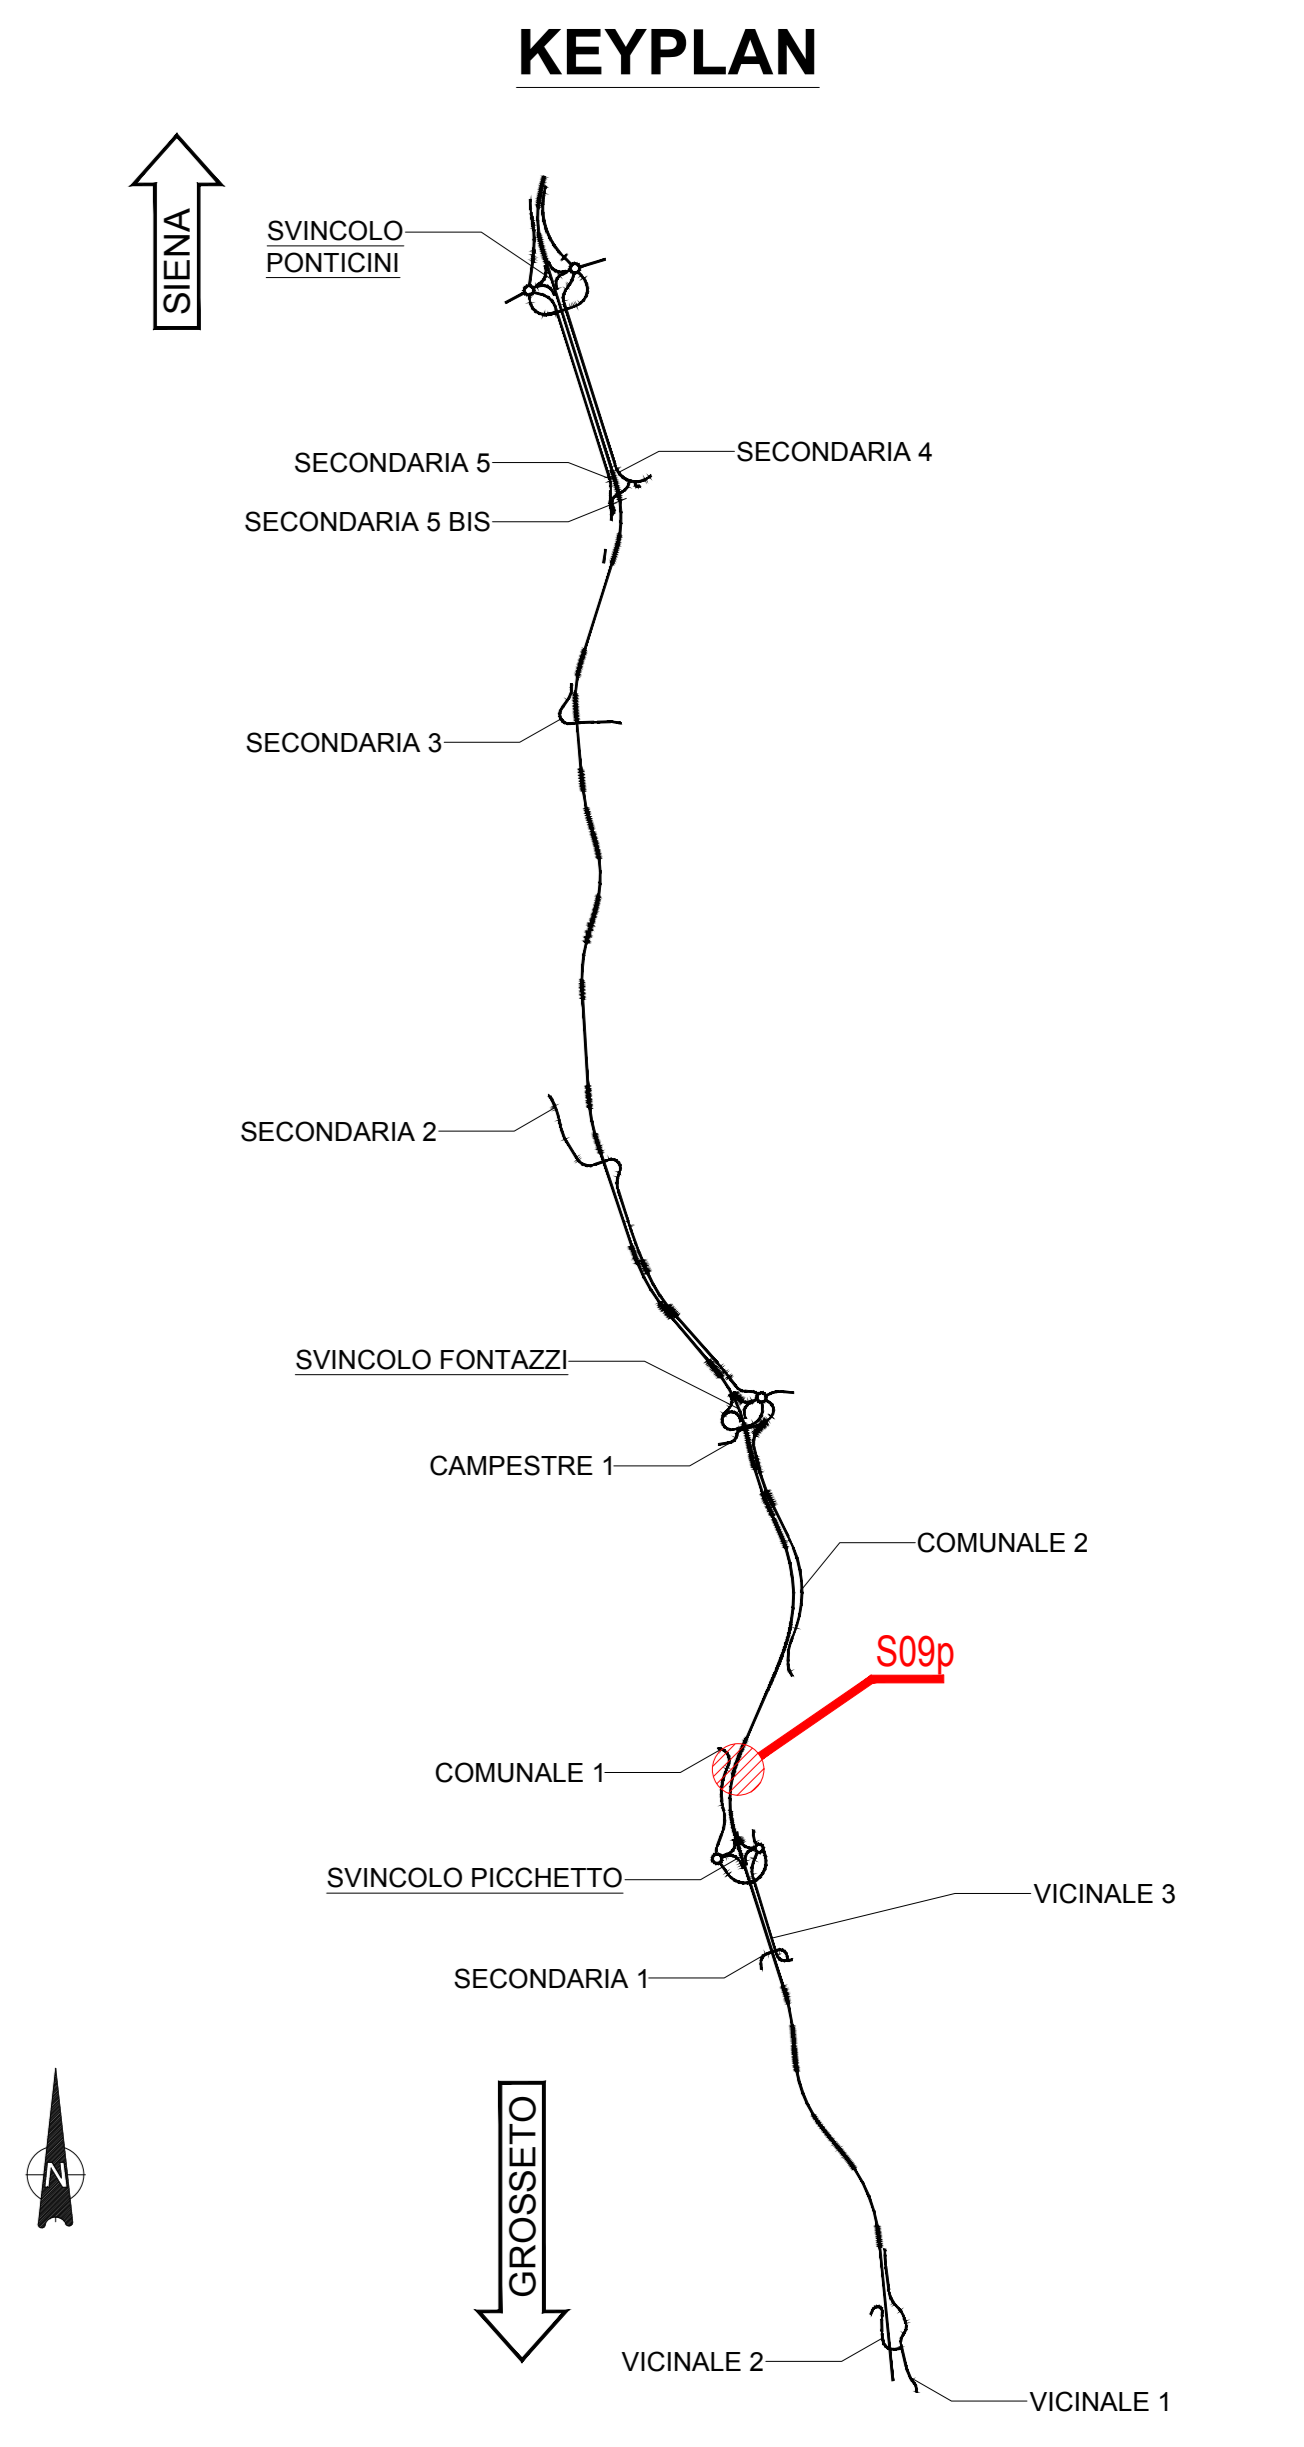 KEYPLAN
SIENA
SVINCOLO
PONTICINI
SECONDARIA 4
SECONDARIA 5
SECONDARIA 5 BIS
SECONDARIA 3
SECONDARIA 2
SVINCOLO FONTAZZI
CAMPESTRE 1
COMUNALE 2
S09p
COMUNALE 1
SVINCOLO PICCHETTO
VICINALE 3
SECONDARIA 1
N
GROSSETO
VICINALE 2
VICINALE 1